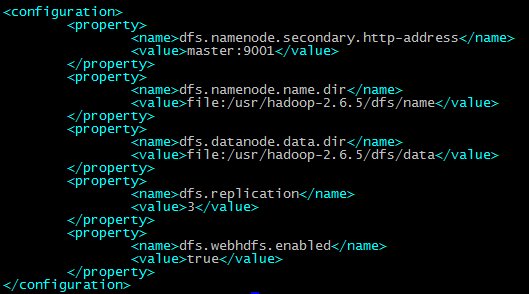 <configuration>
        <property>
                <name>dfs.namenode.secondary.http-address</name>
                <value>master:9001</value>
        </property>
        <property>
                <name>dfs.namenode.name.dir</name>
                <value>file:/usr/hadoop-2.6.5/dfs/name</value>
        </property>
        <property>
                <name>dfs.datanode.data.dir</name>
                <value>file:/usr/hadoop-2.6.5/dfs/data</value>
        </property>
        <property>
                <name>dfs.replication</name>
                <value>3</value>
        </property>
        <property>
                <name>dfs.webhdfs.enabled</name>
                <value>true</value>
        </property>
</configuration>